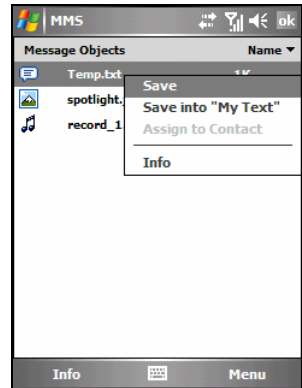 MMS ok
Message Objects Name
Temp.txt 1K
Save
spotlight.
Save into "My Text"
record_1
Assign to Contact
Info
Info Menu